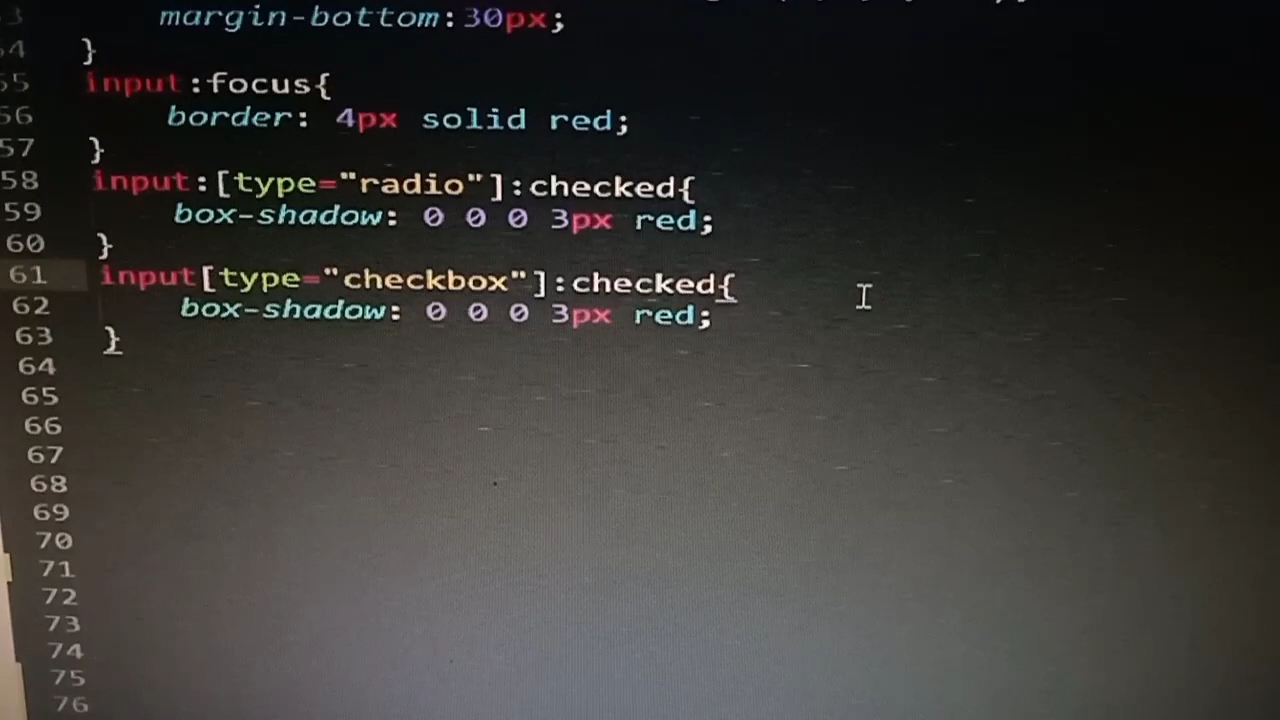 margin-bottom:30px;
54 }
55 input:focus{
56 border: 4px solid red;
57 }
58 input:[type="radio"]:checked{
59 box-shadow: 0 0 0 3px red;
60 }
61 input[type="checkbox"]:checked{
62 box-shadow: 0 0 0 3px red;
63 }
64
65
66
67
68
69
70
71
72
73
74
75
76